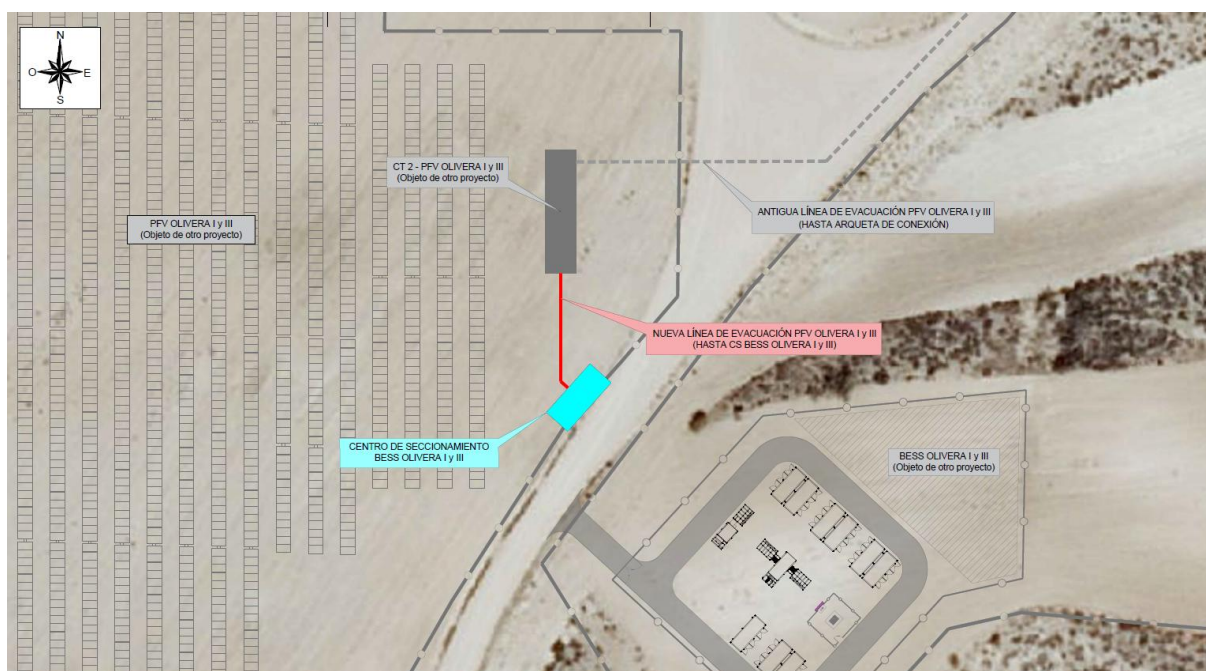 N
O
E
S
CT 2 - PFV OLIVERA I y III
(Objeto de otro proyecto)
PFV OLIVERA I y III
(Objeto de otro proyecto)
ANTIGUA LÍNEA DE EVACUACIÓN PFV OLIVERA I y III
(HASTA ARQUETA DE CONEXIÓN)
NUEVA LÍNEA DE EVACUACIÓN PFV OLIVERA I y III
(HASTA CS BESS OLIVERA I y III)
CENTRO DE SECCIONAMIENTO
BESS OLIVERA I y III
BESS OLIVERA I y III
(Objeto de otro proyecto)